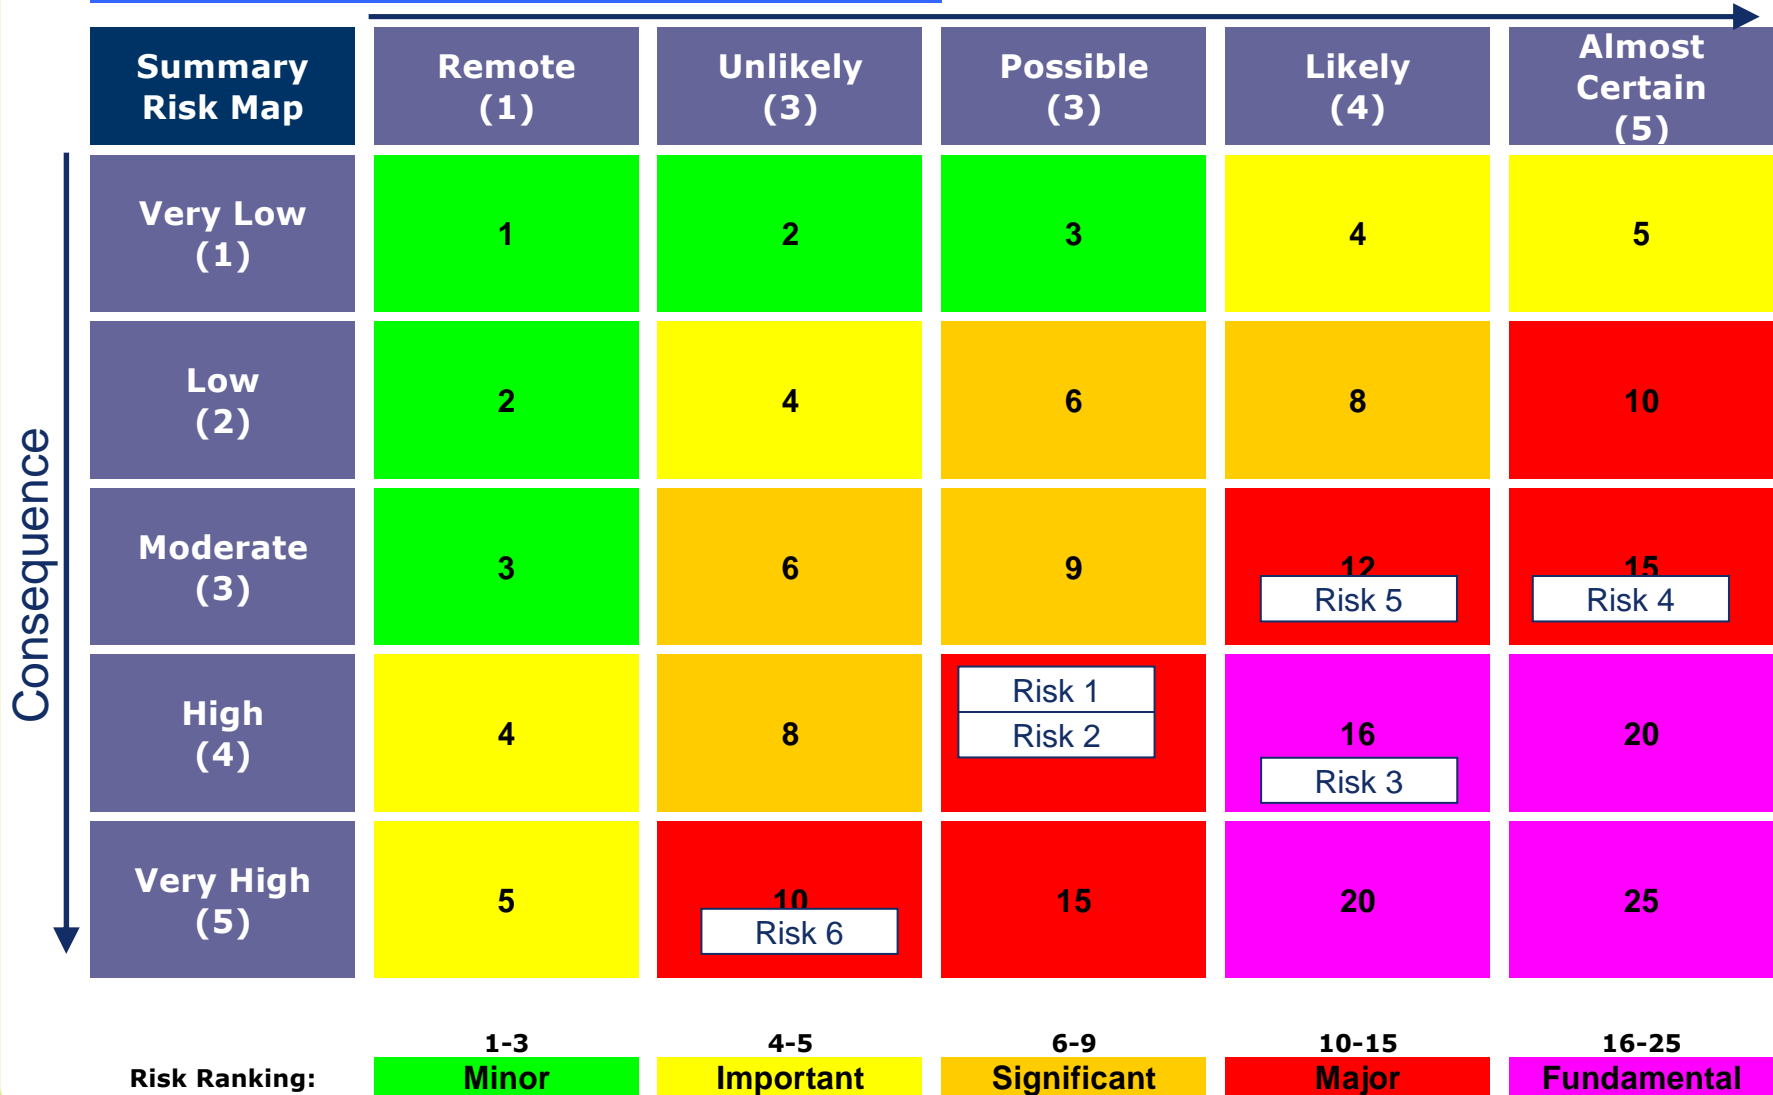 Summary
Risk Map
Remote
(1)
Unlikely
(3)
Possible
(3)
Likely
(4)
Almost
Certain
(5)
Consequence
Very Low
(1)
1
2
3
4
5
Low
(2)
2
4
6
8
10
Moderate
(3)
3
6
9
12
Risk 5
15
Risk 4
High
(4)
4
8
Risk 1
Risk 2
16
Risk 3
20
Very High
(5)
5
10
Risk 6
15
20
25
Risk Ranking:
1-3
Minor
4-5
Important
6-9
Significant
10-15
Major
16-25
Fundamental